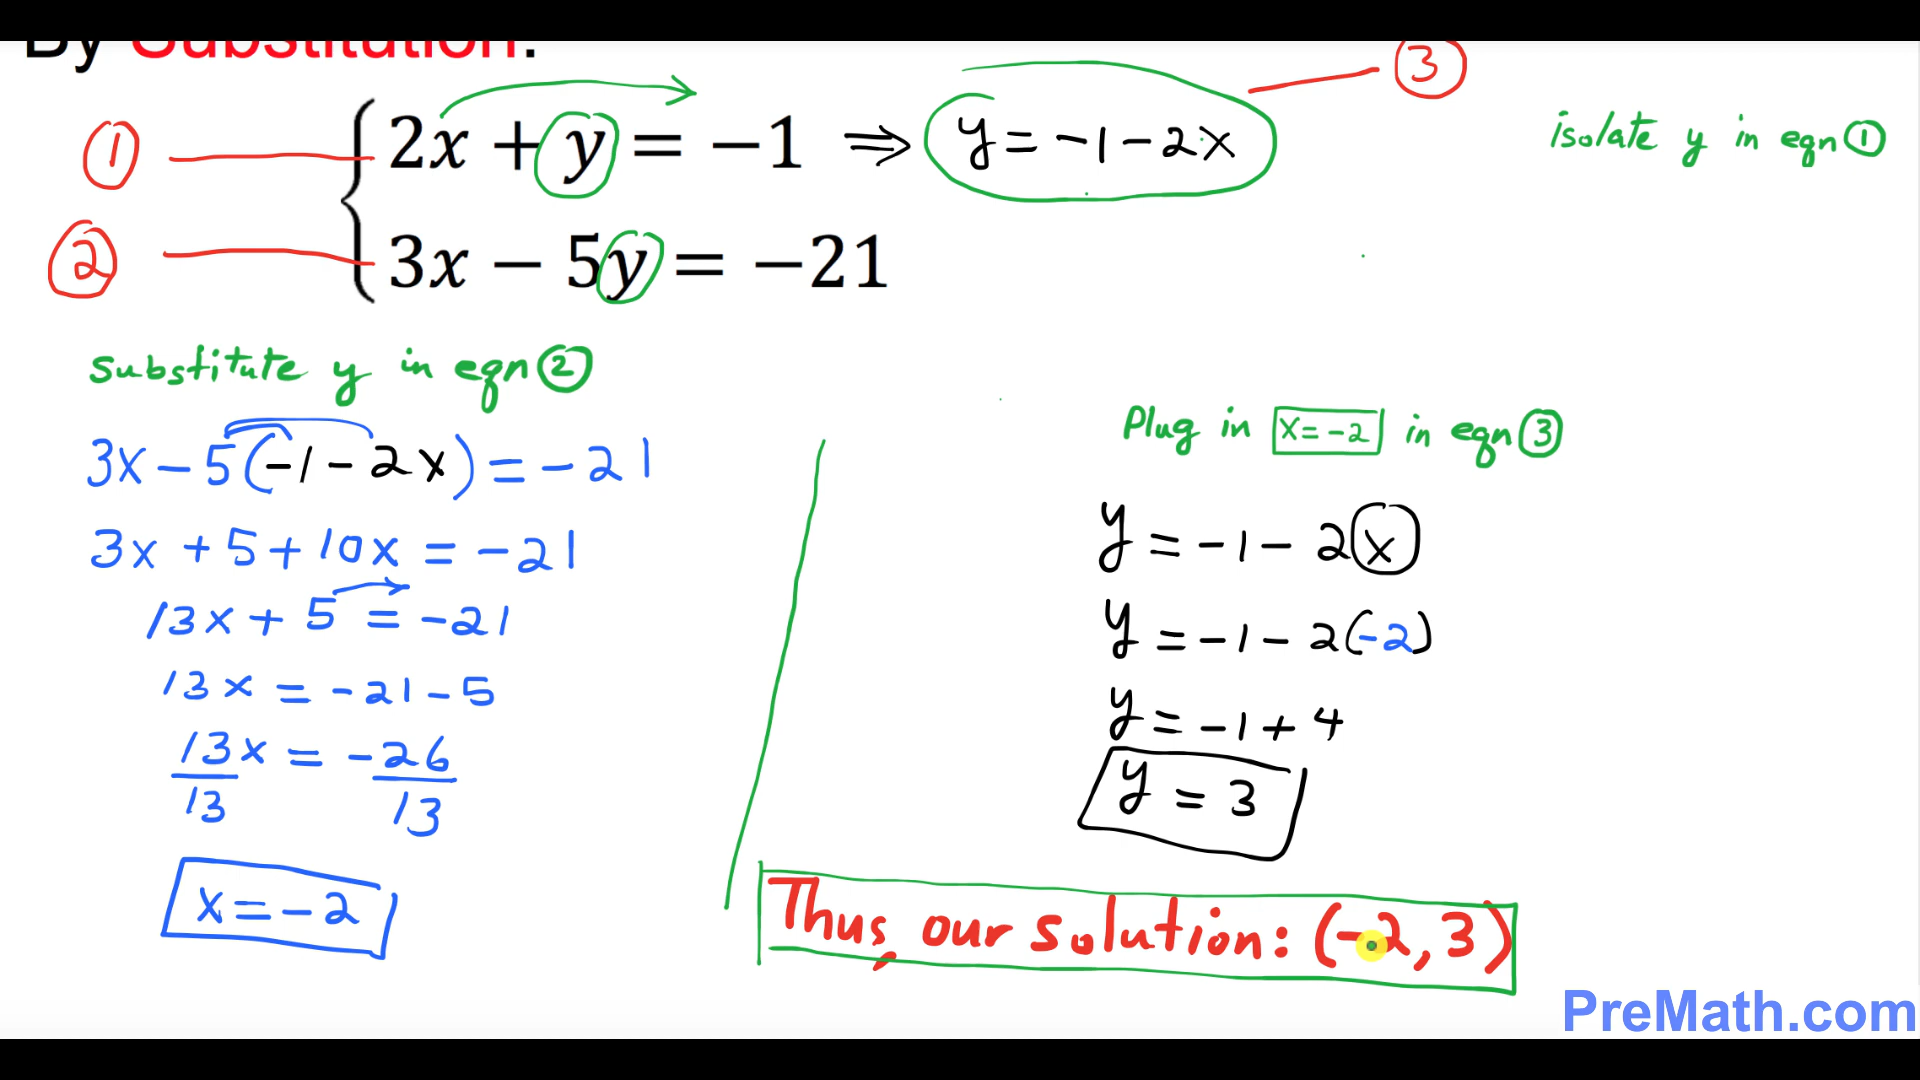 By Substitution:
① 2x + y = −1 ⇒ y = −1 − 2x ③
isolate y in eqn ①
② 3x − 5y = −21
Substitute y in eqn ②
3x − 5(−1 − 2x) = −21
3x + 5 + 10x = −21
13x + 5 = −21
13x = −21 − 5
13x = −26
13 13
x = −2
Plug in x = −2 in eqn ③
y = −1 − 2x
y = −1 − 2(−2)
y = −1 + 4
y = 3
Thus, our solution: (−2, 3)
PreMath.com